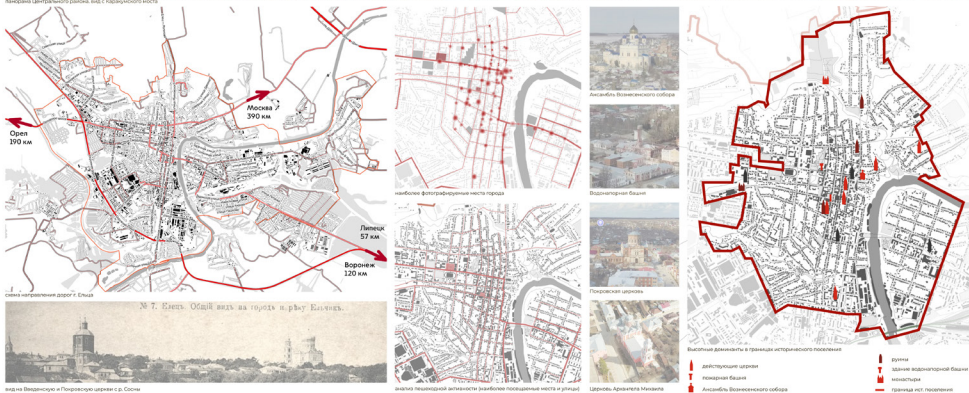 панорама Центрального района, вид с Каракумского моста
Москва
390 км
Орел
190 км
Липецк
57 км
Воронеж
120 км
схема направления дорог г. Ельца
№ 7. Елецъ. Общій видъ на городъ и рѣку Ельчикъ.
вид на Введенскую и Покровскую церкви с р. Сосны
наиболее фотографируемые места города
анализ пешеходной активности (наиболее посещаемые места и улицы)
Ансамбль Вознесенского собора
Водонапорная башня
Покровская церковь
Церковь Архангела Михаила
Высотные доминанты в границах исторического поселения
действующие церкви
пожарная башня
Ансамбль Вознесенского собора
руины
здание водонапорной башни
монастыри
граница ист. поселения